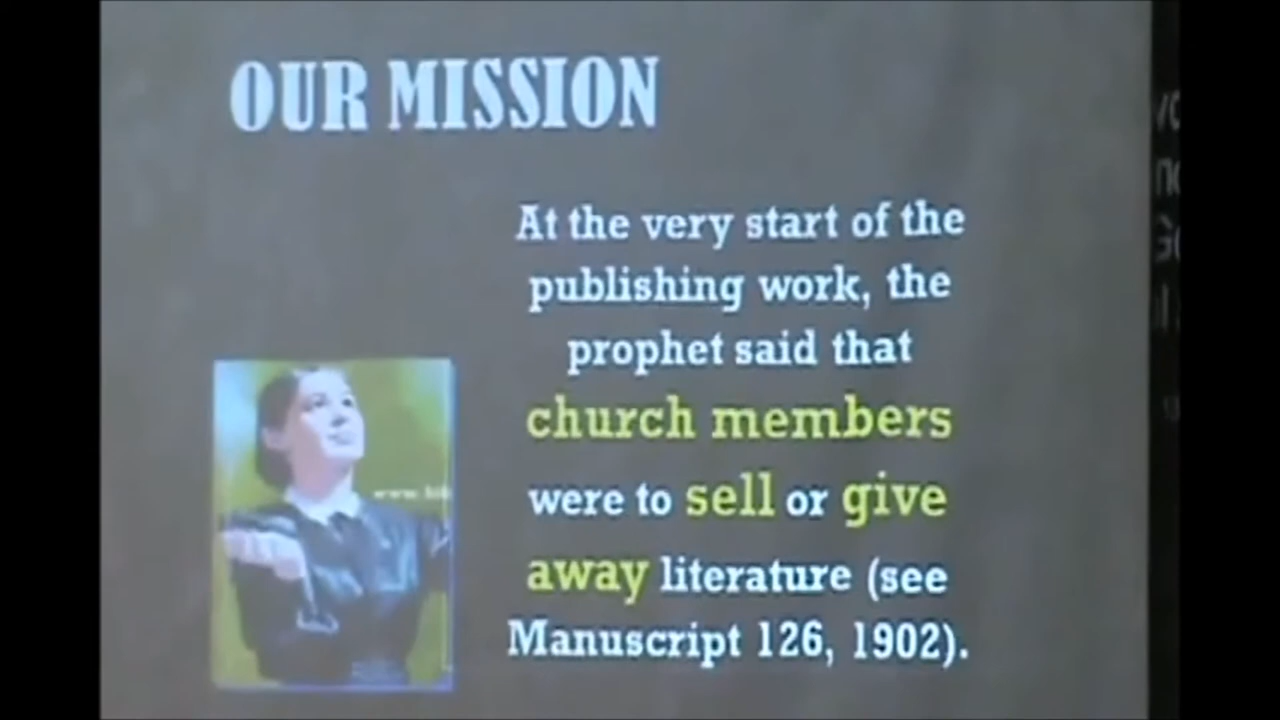 OUR MISSION
At the very start of the
publishing work, the
prophet said that
church members
were to sell or give
away literature (see
Manuscript 126, 1902).